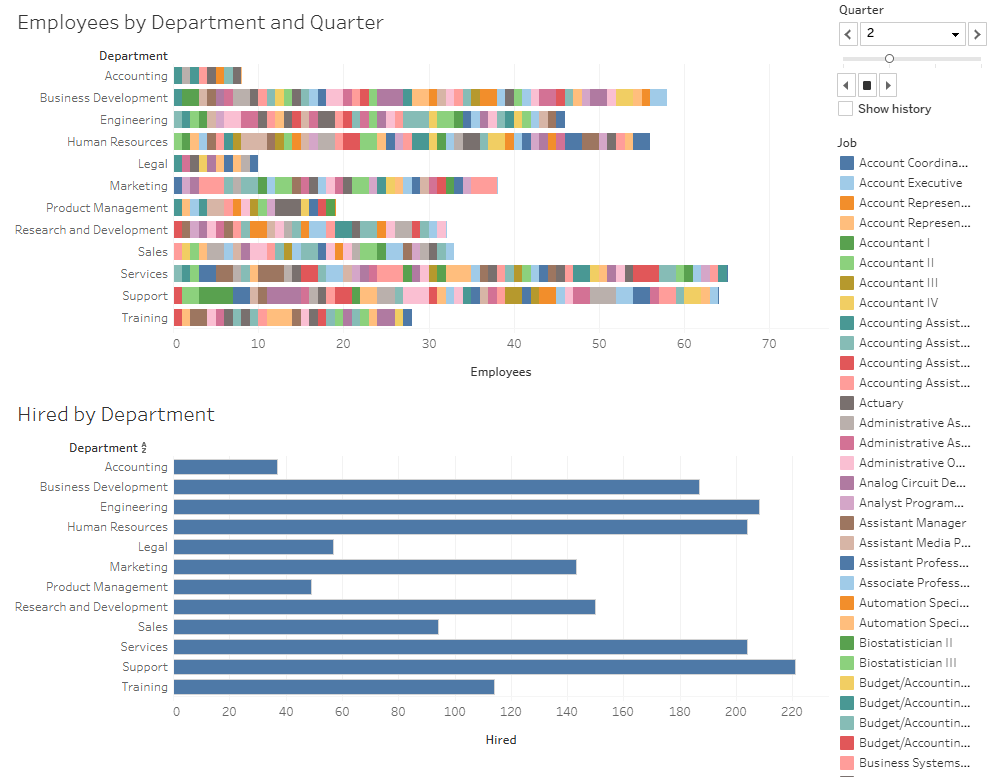 Employees by Department and Quarter
Department
Accounting
Business Development
Engineering
Human Resources
Legal
Marketing
Product Management
Research and Development
Sales
Services
Support
Training
0 10 20 30 40 50 60 70
Employees
Hired by Department
Department
Accounting
Business Development
Engineering
Human Resources
Legal
Marketing
Product Management
Research and Development
Sales
Services
Support
Training
0 20 40 60 80 100 120 140 160 180 200 220
Hired
Quarter
2
Show history
Job
Account Coordina...
Account Executive
Account Represen...
Account Represen...
Accountant I
Accountant II
Accountant III
Accountant IV
Accounting Assist...
Accounting Assist...
Accounting Assist...
Accounting Assist...
Actuary
Administrative As...
Administrative As...
Administrative O...
Analog Circuit De...
Analyst Program...
Assistant Manager
Assistant Media P...
Assistant Profess...
Associate Profess...
Automation Speci...
Automation Speci...
Biostatistician II
Biostatistician III
Budget/Accountin...
Budget/Accountin...
Budget/Accountin...
Budget/Accountin...
Business Systems...